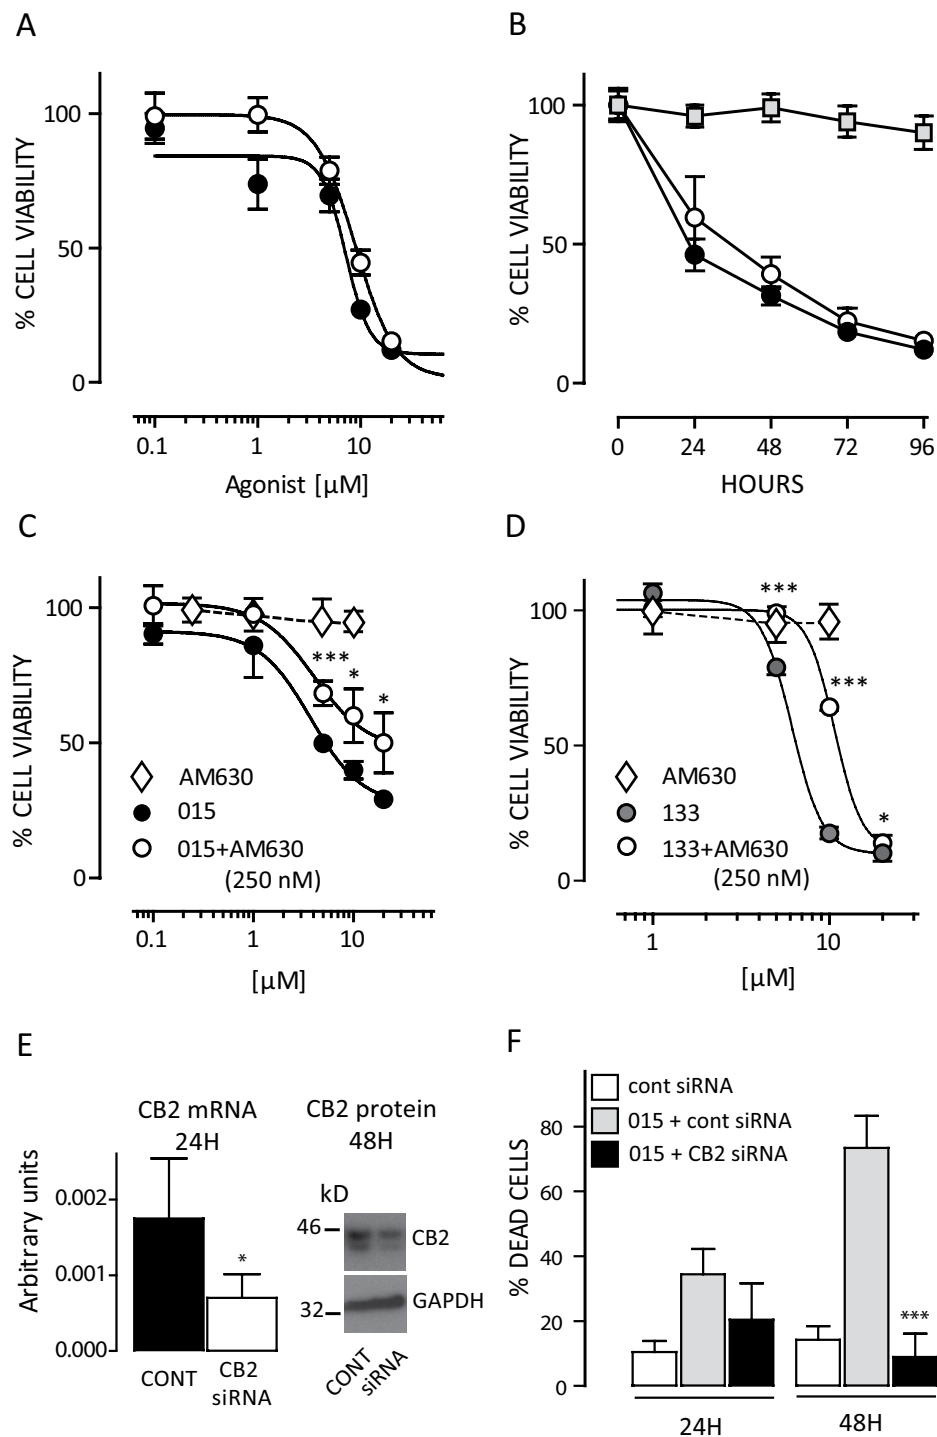 A
% CELL VIABILITY
100
50
0
0.1
1
10
Agonist [µM]
B
% CELL VIABILITY
100
50
0
0
24
48
72
96
HOURS
C
% CELL VIABILITY
100
50
0
***
*
*
AM630
015
015+AM630
(250 nM)
0.1
1
10
[µM]
D
% CELL VIABILITY
100
50
0
***
***
*
AM630
133
133+AM630
(250 nM)
1
10
[µM]
E
CB2 mRNA
24H
Arbitrary units
0.002
0.001
0.000
*
CONT
CB2
siRNA
CB2 protein
48H
kD
46
32
CB2
GAPDH
CONT
siRNA
F
% DEAD CELLS
80
60
40
20
0
cont siRNA
015 + cont siRNA
015 + CB2 siRNA
***
24H
48H